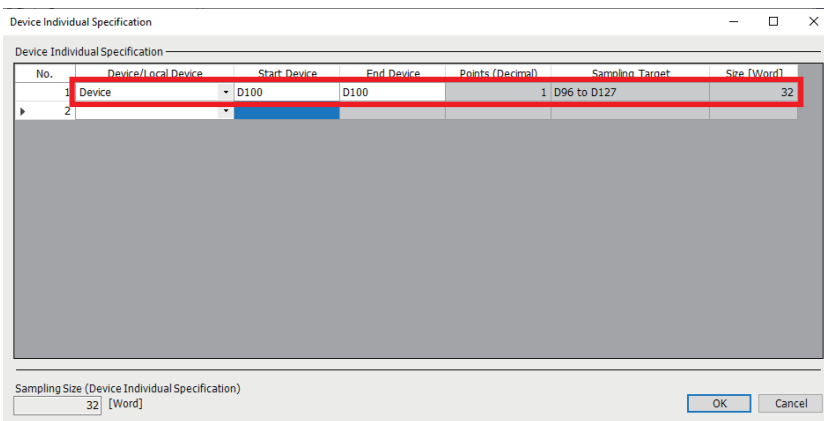 Device Individual Specification
Device Individual Specification
No. Device/Local Device Start Device End Device Points (Decimal) Sampling Target Size [Word]
1 Device D100 D100 1 D96 to D127 32
2
Sampling Size (Device Individual Specification)
32 [Word]
OK Cancel